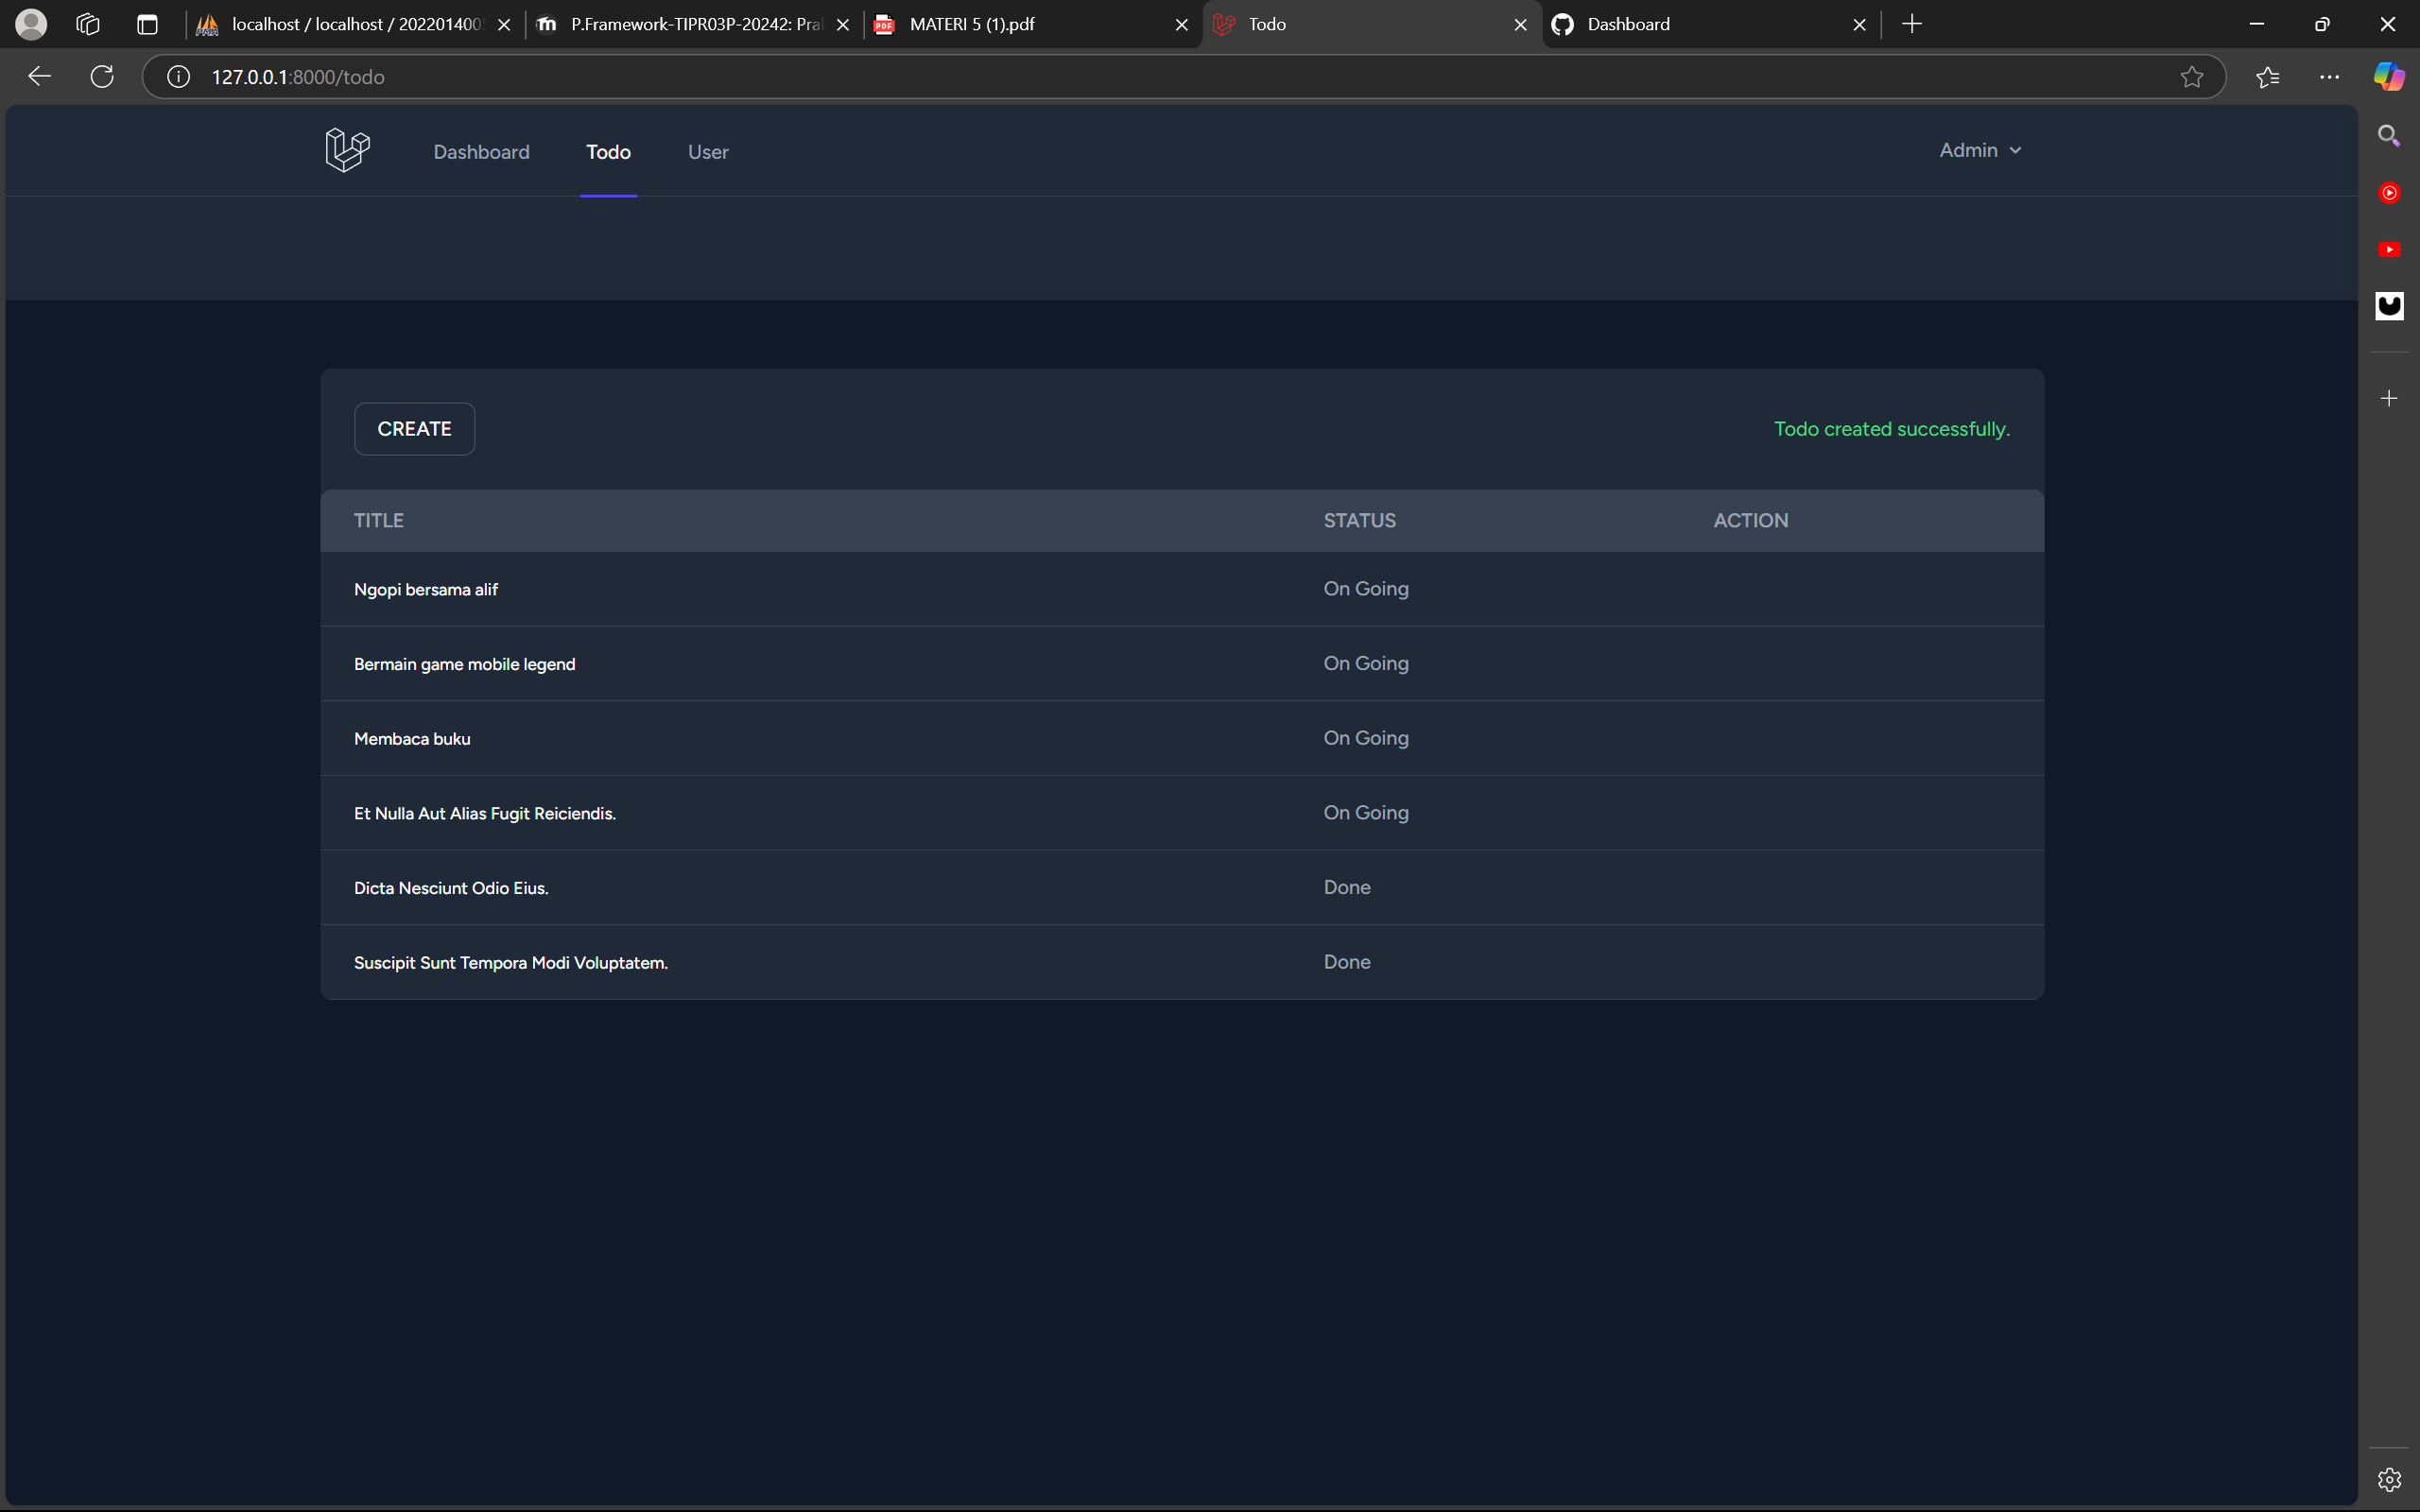 localhost / localhost / 202201400
P.Framework-TIPR03P-20242: Pra
MATERI 5 (1).pdf
Todo
Dashboard
127.0.0.1:8000/todo
Dashboard
Todo
User
Admin
CREATE
Todo created successfully.
TITLE
STATUS
ACTION
Ngopi bersama alif
On Going
Bermain game mobile legend
On Going
Membaca buku
On Going
Et Nulla Aut Alias Fugit Reiciendis.
On Going
Dicta Nesciunt Odio Eius.
Done
Suscipit Sunt Tempora Modi Voluptatem.
Done